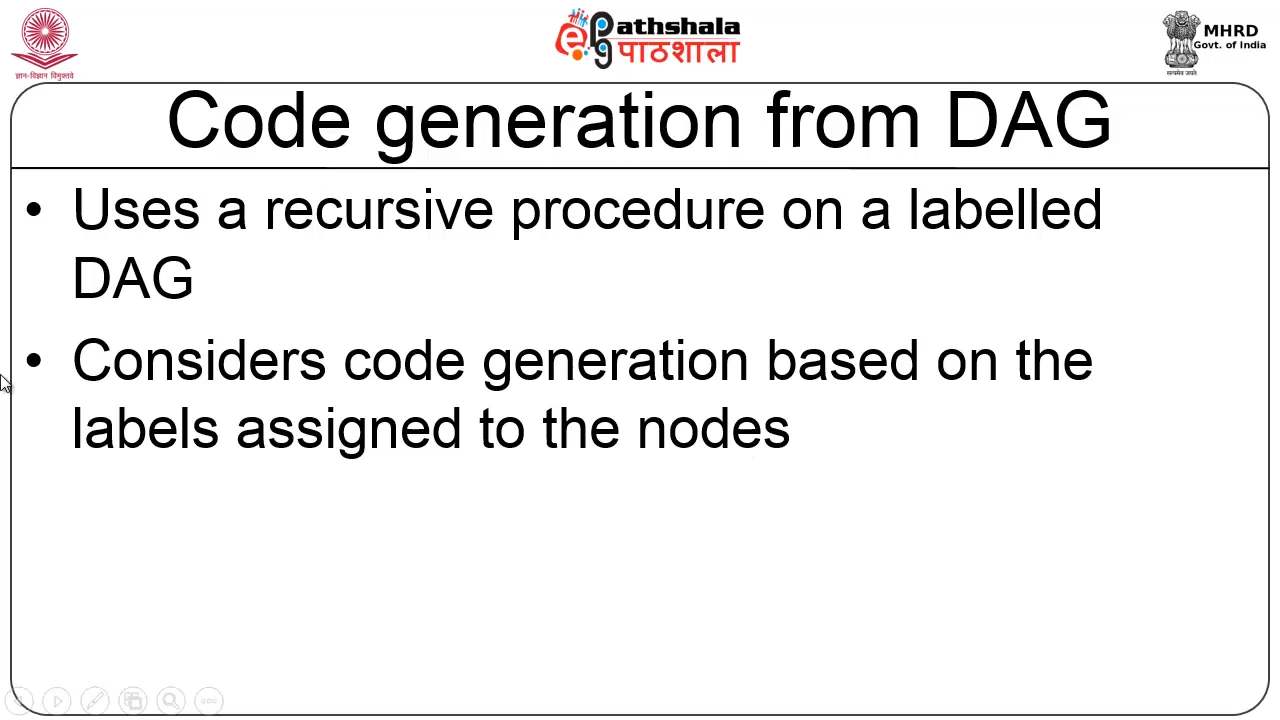 ज्ञान-विज्ञान विमुक्तये
ePathshala
पाठशाला
MHRD
Govt. of India
सत्यमेव जयते
Code generation from DAG
• Uses a recursive procedure on a labelled
DAG
• Considers code generation based on the
labels assigned to the nodes